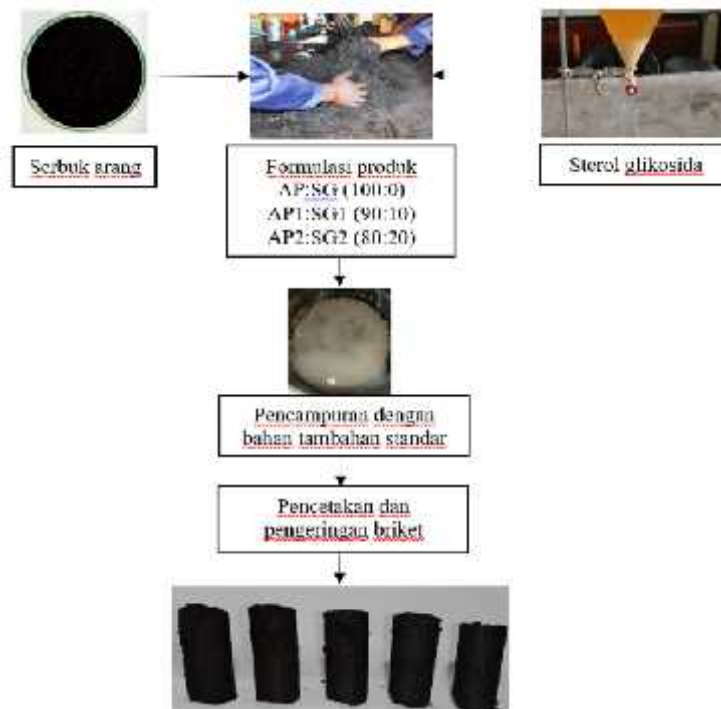 Serbuk arang
Formulasi produk
AP:SG (100:0)
AP1:SG1 (90:10)
AP2:SG2 (80:20)
Sterol glikosida
Pencampuran dengan
bahan tambahan standar
Pencetakan dan
pengeringan briket